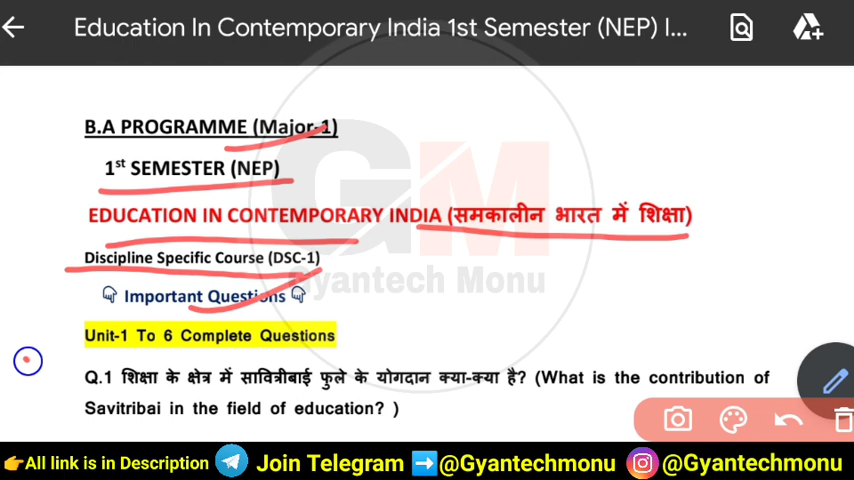 Education In Contemporary India 1st Semester (NEP) I...
B.A PROGRAMME (Major-1)
1st SEMESTER (NEP)
EDUCATION IN CONTEMPORARY INDIA (समकालीन भारत में शिक्षा)
Discipline Specific Course (DSC-1)
Important Questions
Unit-1 To 6 Complete Questions
Q.1 शिक्षा के क्षेत्र में सावित्रीबाई फुले के योगदान क्या-क्या है? (What is the contribution of
Savitribai in the field of education? )
GM
Gyantech Monu
👉All link is in Description Join Telegram ➡@Gyantechmonu @Gyantechmonu